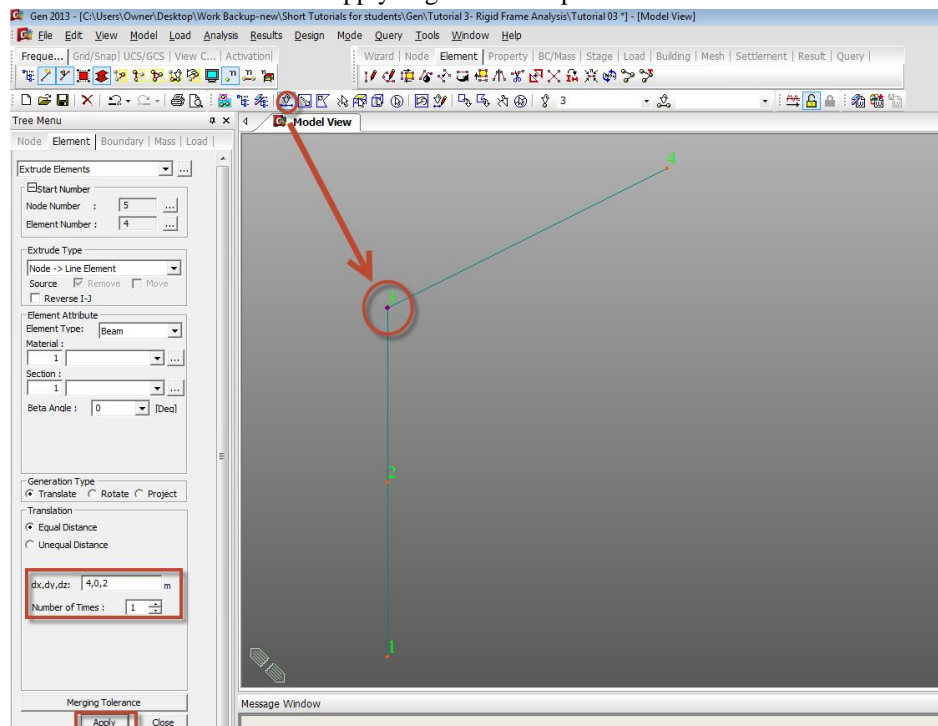 Gen 2013 - [C:\Users\Owner\Desktop\Work Backup-new\Short Tutorials for students\Gen\Tutorial 3- Rigid Frame Analysis\Tutorial 03 *] - [Model View]
File Edit View Model Load Analysis Results Design Mode Query Tools Window Help
Freque... | Grid/Snap | UCS/GCS | View C... | Activation |
Wizard | Node | Element | Property | BC/Mass | Stage | Load | Building | Mesh | Settlement | Result | Query |
3
Tree Menu
Model View
Node Element Boundary | Mass | Load |
Extrude Elements
Start Number
Node Number : 5
Element Number : 4
Extrude Type
Node -> Line Element
Source Remove Move
Reverse I-J
Element Attribute
Element Type: Beam
Material :
1
Section :
1
Beta Angle : 0 [Deg]
Generation Type
Translate Rotate Project
Translation
Equal Distance
Unequal Distance
dx,dy,dz: 4,0,2 m
Number of Times : 1
Merging Tolerance
Apply Close
4
3
2
1
Message Window